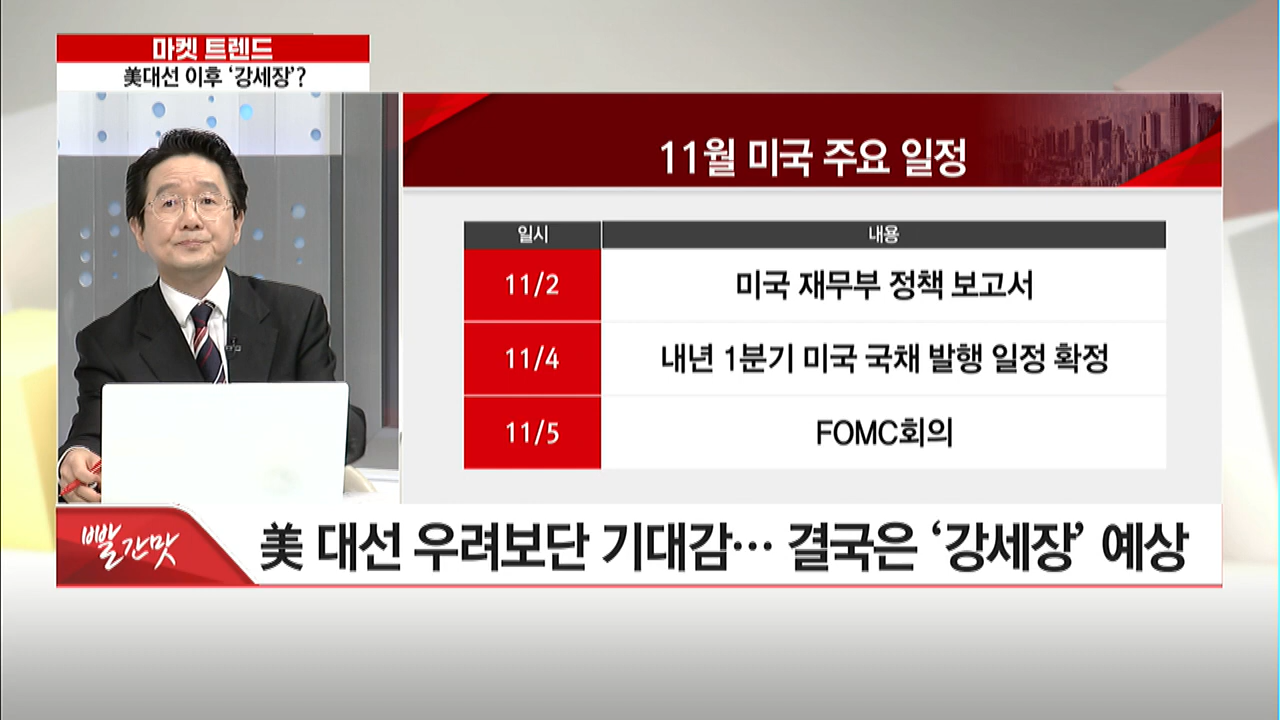 마켓 트렌드
美대선 이후 ‘강세장’?
11월 미국 주요 일정
일시 내용
11/2 미국 재무부 정책 보고서
11/4 내년 1분기 미국 국채 발행 일정 확정
11/5 FOMC회의
빨간맛
美 대선 우려보단 기대감… 결국은 ‘강세장’ 예상